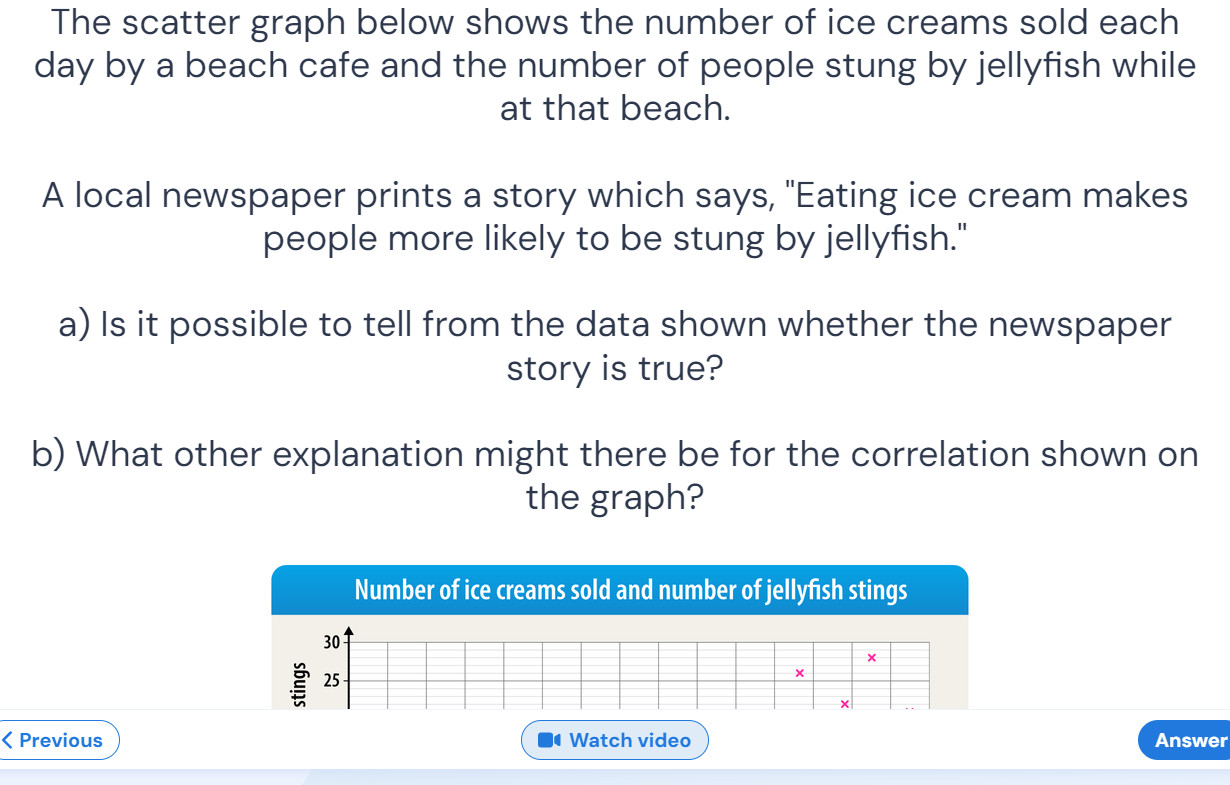 The scatter graph below shows the number of ice creams sold each
day by a beach cafe and the number of people stung by jellyfish while
at that beach.
A local newspaper prints a story which says, "Eating ice cream makes
people more likely to be stung by jellyfish."
a) Is it possible to tell from the data shown whether the newspaper
story is true?
b) What other explanation might there be for the correlation shown on
the graph?
Number of ice creams sold and number of jellyfish stings
30
25
stings
Previous
Watch video
Answer